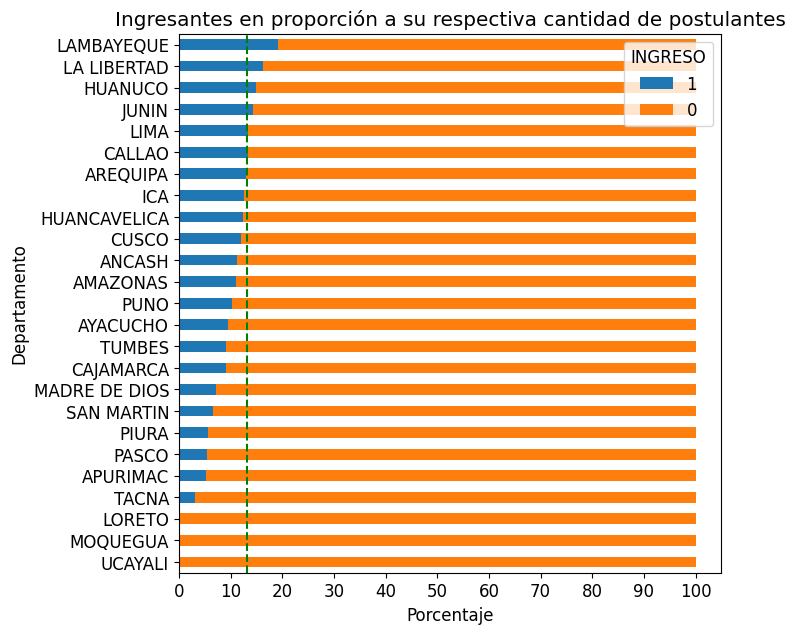 Ingresantes en proporción a su respectiva cantidad de postulantes
INGRESO
1
0
Departamento
LAMBAYEQUE
LA LIBERTAD
HUANUCO
JUNIN
LIMA
CALLAO
AREQUIPA
ICA
HUANCAVELICA
CUSCO
ANCASH
AMAZONAS
PUNO
AYACUCHO
TUMBES
CAJAMARCA
MADRE DE DIOS
SAN MARTIN
PIURA
PASCO
APURIMAC
TACNA
LORETO
MOQUEGUA
UCAYALI
0 10 20 30 40 50 60 70 80 90 100
Porcentaje